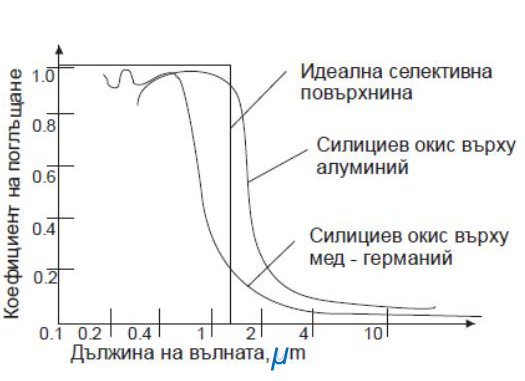 Коефициент на поглъщане
1.0
0.8
0.6
0.4
0.2
0.1 0.2 0.4 1 2 4 10
Дължина на вълната, μm
Идеална селективна
повърхнина
Силициев окис върху
алуминий
Силициев окис върху
мед - германий